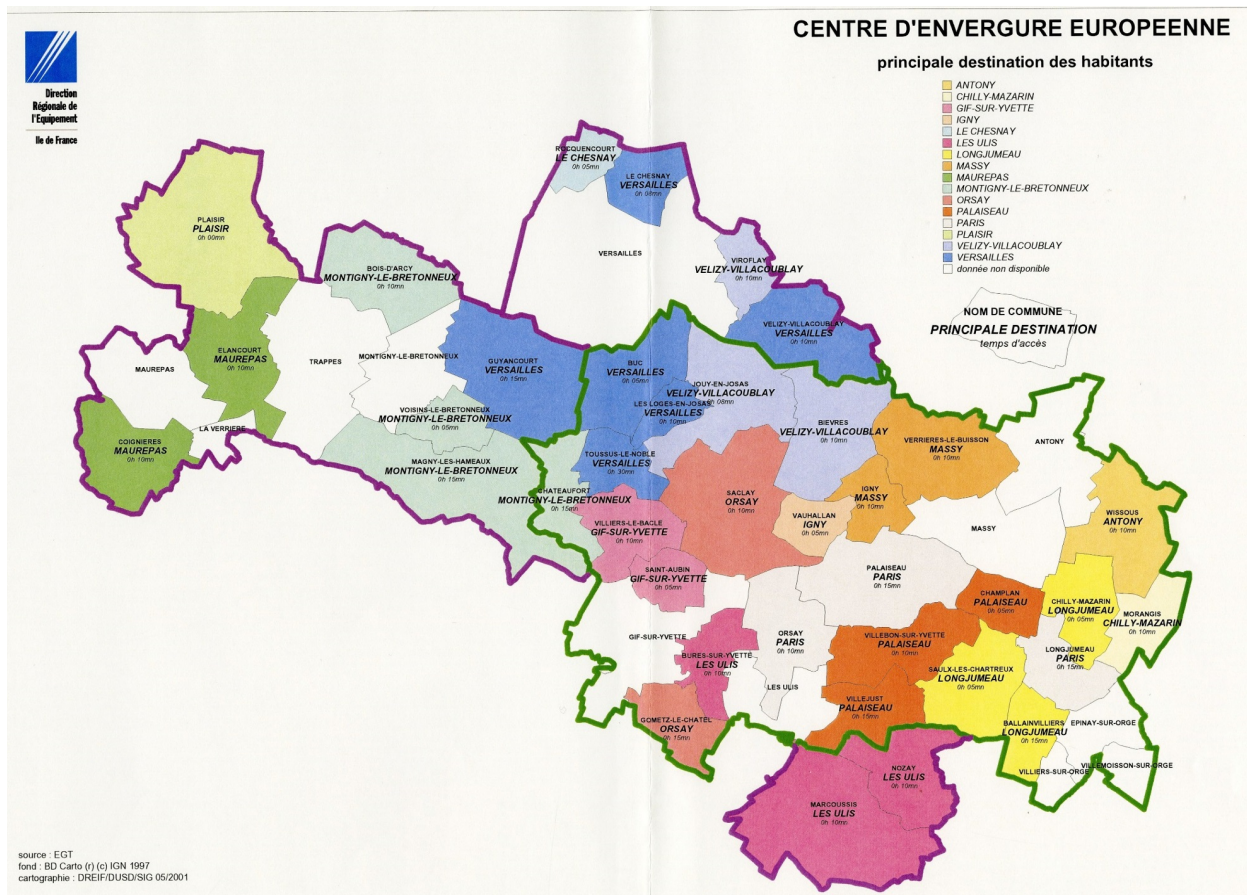 CENTRE D'ENVERGURE EUROPEENNE
principale destination des habitants
Direction
Régionale de
l'Equipement
Ile de France
ANTONY
CHILLY-MAZARIN
GIF-SUR-YVETTE
IGNY
LE CHESNAY
LES ULIS
LONGJUMEAU
MASSY
MAUREPAS
MONTIGNY-LE-BRETONNEUX
ORSAY
PALAISEAU
PARIS
PLAISIR
VELIZY-VILLACOUBLAY
VERSAILLES
donnée non disponible
NOM DE COMMUNE
PRINCIPALE DESTINATION
temps d'accès
ROCQUENCOURT
LE CHESNAY
0h 05mn
LE CHESNAY
VERSAILLES
0h 08mn
PLAISIR
PLAISIR
0h 00mn
VERSAILLES
VIROFLAY
VELIZY-VILLACOUBLAY
0h 10mn
BOIS-D'ARCY
MONTIGNY-LE-BRETONNEUX
0h 10mn
VELIZY-VILLACOUBLAY
VERSAILLES
0h 10mn
ELANCOURT
MAUREPAS
0h 10mn
MAUREPAS
TRAPPES
MONTIGNY-LE-BRETONNEUX
GUYANCOURT
VERSAILLES
0h 15mn
BUC
VERSAILLES
0h 05mn
JOUY-EN-JOSAS
VELIZY-VILLACOUBLAY
0h 08mn
LES LOGES-EN-JOSAS
VERSAILLES
0h 10mn
VOISINS-LE-BRETONNEUX
MONTIGNY-LE-BRETONNEUX
0h 05mn
BIEVRES
VELIZY-VILLACOUBLAY
0h 10mn
LA VERRIERE
COIGNIERES
MAUREPAS
0h 10mn
VERRIERES-LE-BUISSON
MASSY
0h 10mn
ANTONY
MAGNY-LES-HAMEAUX
MONTIGNY-LE-BRETONNEUX
0h 15mn
TOUSSUS-LE-NOBLE
VERSAILLES
0h 30mn
CHATEAUFORT
MONTIGNY-LE-BRETONNEUX
0h 15mn
SACLAY
ORSAY
0h 10mn
IGNY
MASSY
0h 10mn
WISSOUS
ANTONY
0h 10mn
VAUHALLAN
IGNY
0h 05mn
VILLIERS-LE-BACLE
GIF-SUR-YVETTE
0h 10mn
MASSY
SAINT-AUBIN
GIF-SUR-YVETTE
0h 05mn
PALAISEAU
PARIS
0h 15mn
CHAMPLAN
PALAISEAU
0h 05mn
CHILLY-MAZARIN
LONGJUMEAU
0h 05mn
MORANGIS
CHILLY-MAZARIN
0h 10mn
GIF-SUR-YVETTE
ORSAY
PARIS
0h 10mn
VILLEBON-SUR-YVETTE
PALAISEAU
0h 10mn
BURES-SUR-YVETTE
LES ULIS
0h 10mn
LONGJUMEAU
PARIS
0h 15mn
SAULX-LES-CHARTREUX
LONGJUMEAU
0h 05mn
LES ULIS
VILLEJUST
PALAISEAU
0h 15mn
GOMETZ-LE-CHATEL
ORSAY
0h 15mn
BALLAINVILLIERS
LONGJUMEAU
0h 15mn
EPINAY-SUR-ORGE
VILLIERS-SUR-ORGE
VILLEMOISSON-SUR-ORGE
NOZAY
LES ULIS
0h 10mn
MARCOUSSIS
LES ULIS
0h 10mn
source : EGT
fond : BD Carto (r) (c) IGN 1997
cartographie : DREIF/DUSD/SIG 05/2001